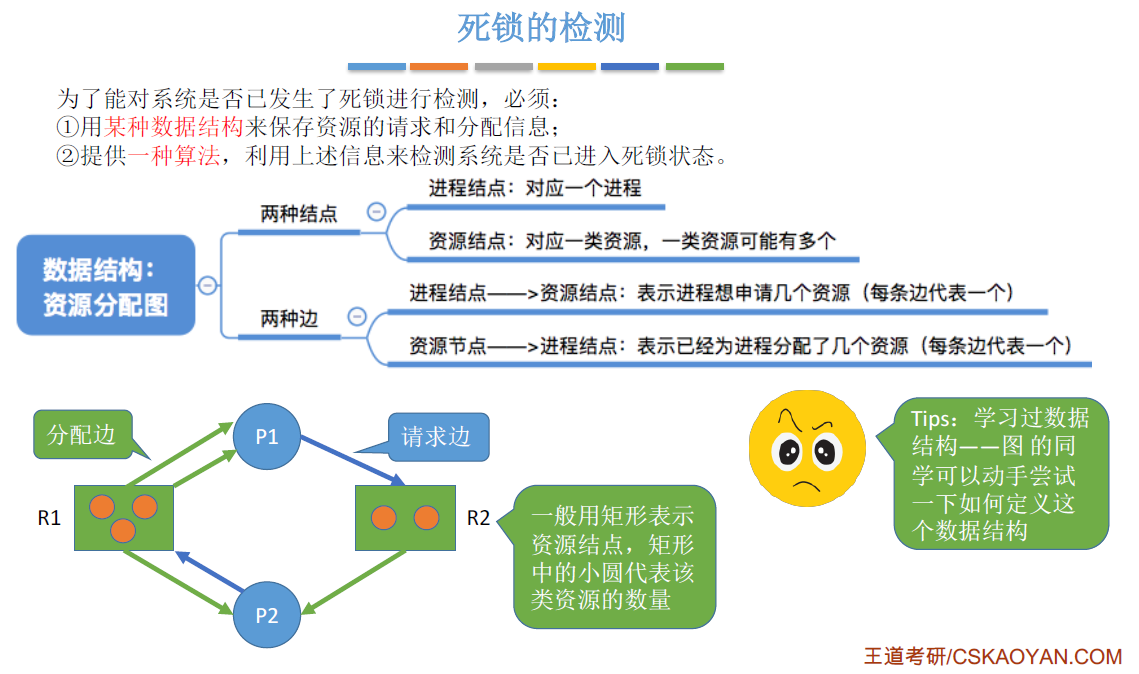 死锁的检测
为了能对系统是否已发生了死锁进行检测，必须：
①用某种数据结构来保存资源的请求和分配信息；
②提供一种算法，利用上述信息来检测系统是否已进入死锁状态。
数据结构：
资源分配图
两种结点
进程结点：对应一个进程
资源结点：对应一类资源，一类资源可能有多个
两种边
进程结点——>资源结点：表示进程想申请几个资源（每条边代表一个）
资源节点——>进程结点：表示已经为进程分配了几个资源（每条边代表一个）
分配边
P1
请求边
R1
R2
P2
一般用矩形表示
资源结点，矩形
中的小圆代表该
类资源的数量
Tips：学习过数据
结构——图 的同
学可以动手尝试
一下如何定义这
个数据结构
王道考研/CSKAOYAN.COM